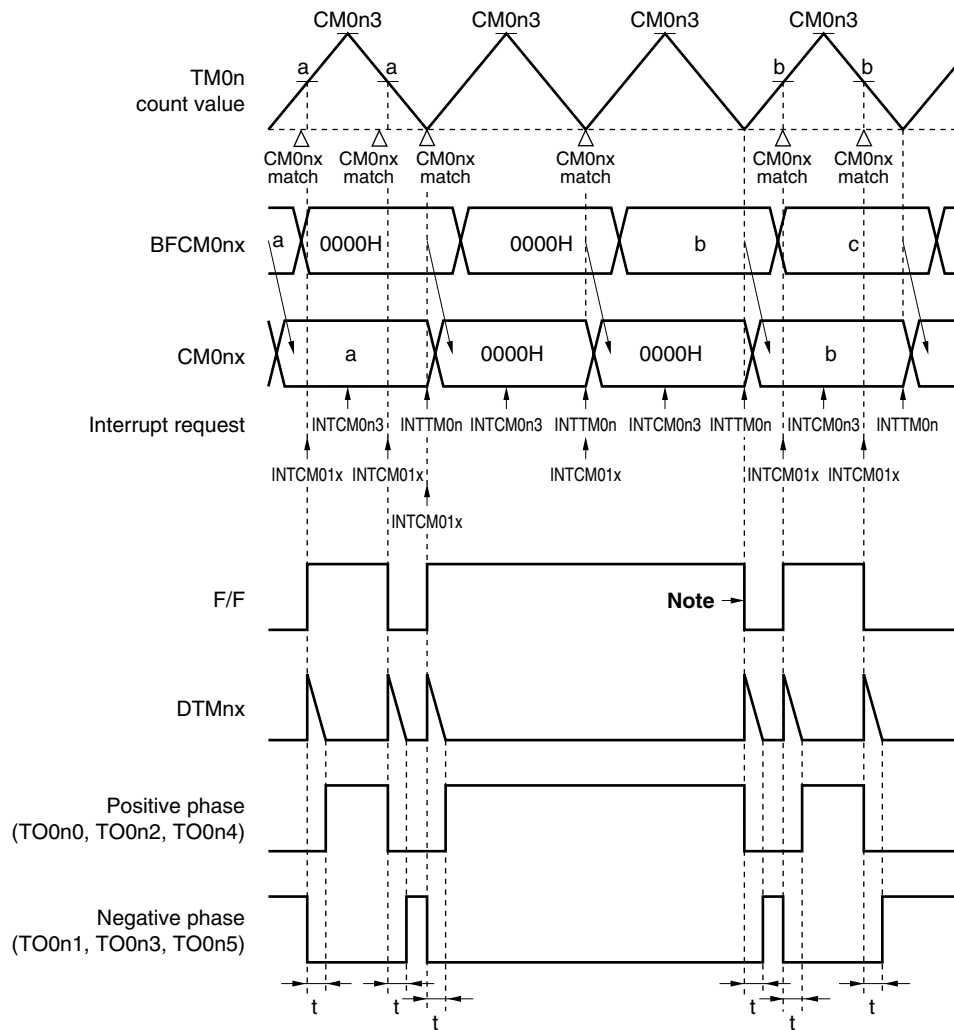 CM0n3 CM0n3 CM0n3 CM0n3
a a b b
TM0n
count value
CM0nx CM0nx CM0nx CM0nx CM0nx CM0nx
match match match match match match
BFCM0nx a 0000H 0000H b c
CM0nx a 0000H 0000H b
Interrupt request INTCM0n3 INTTM0n INTCM0n3 INTTM0n INTCM0n3 INTTM0n INTCM0n3 INTTM0n
INTCM01x INTCM01x INTCM01x INTCM01x INTCM01x
INTCM01x
F/F Note
DTMnx
Positive phase
(TO0n0, TO0n2, TO0n4)
Negative phase
(TO0n1, TO0n3, TO0n5)
t t t t
t t